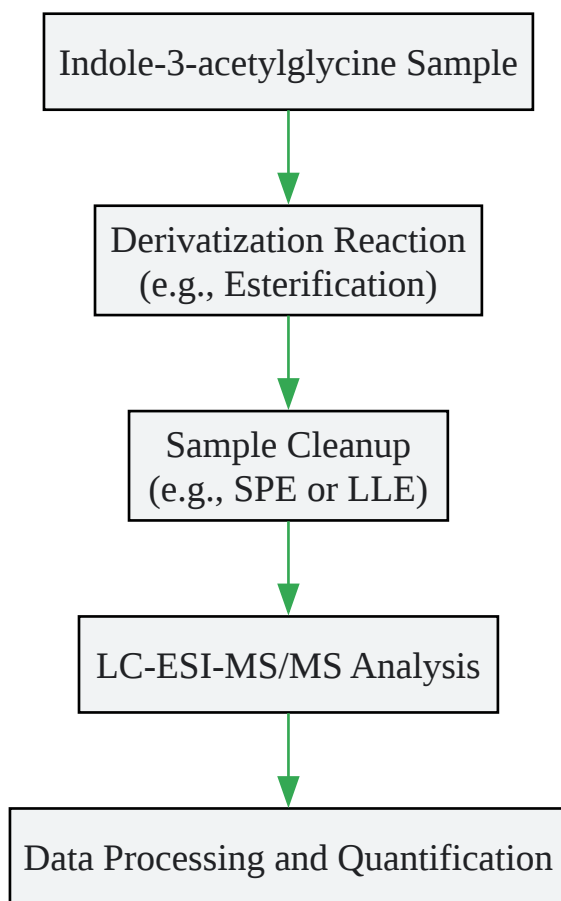 Indole-3-acetylglycine Sample
Derivatization Reaction
(e.g., Esterification)
Sample Cleanup
(e.g., SPE or LLE)
LC-ESI-MS/MS Analysis
Data Processing and Quantification